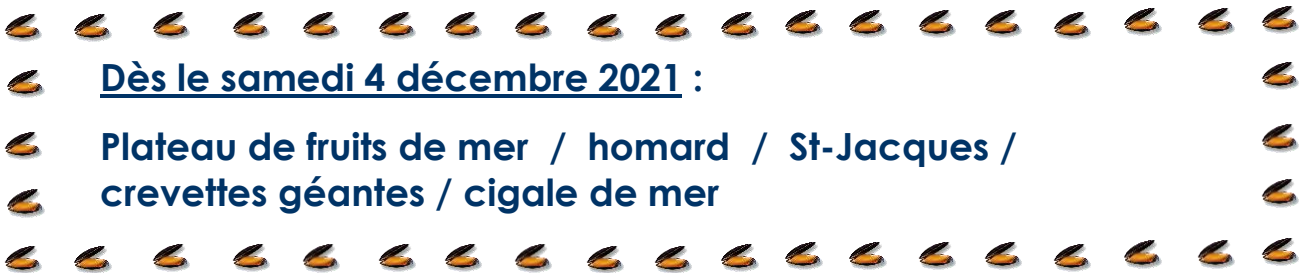 Dès le samedi 4 décembre 2021 :
Plateau de fruits de mer / homard / St-Jacques /
crevettes géantes / cigale de mer